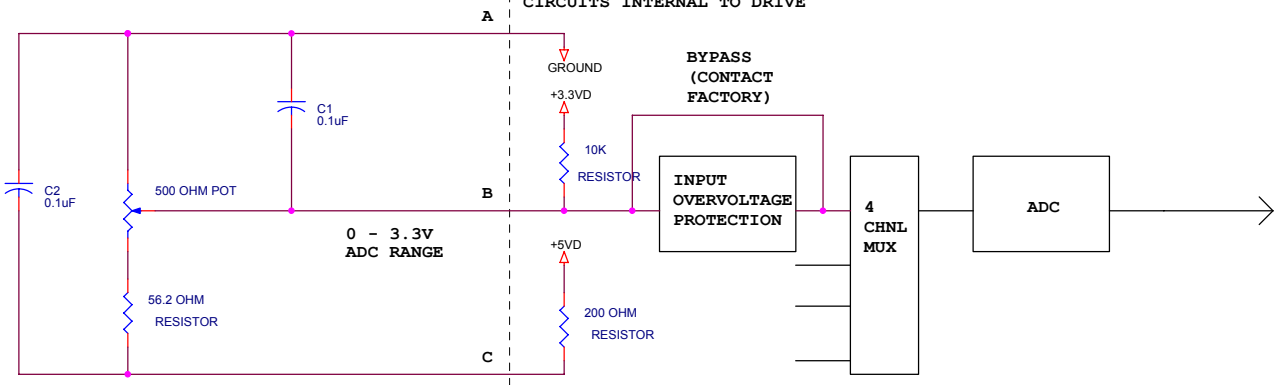 CIRCUITS INTERNAL TO DRIVE
A
GROUND
+3.3VD
BYPASS
(CONTACT
FACTORY)
C1
0.1uF
10K
RESISTOR
C2
0.1uF
500 OHM POT
B
INPUT
OVERVOLTAGE
PROTECTION
4
CHNL
MUX
ADC
0 - 3.3V
ADC RANGE
+5VD
56.2 OHM
RESISTOR
200 OHM
RESISTOR
C